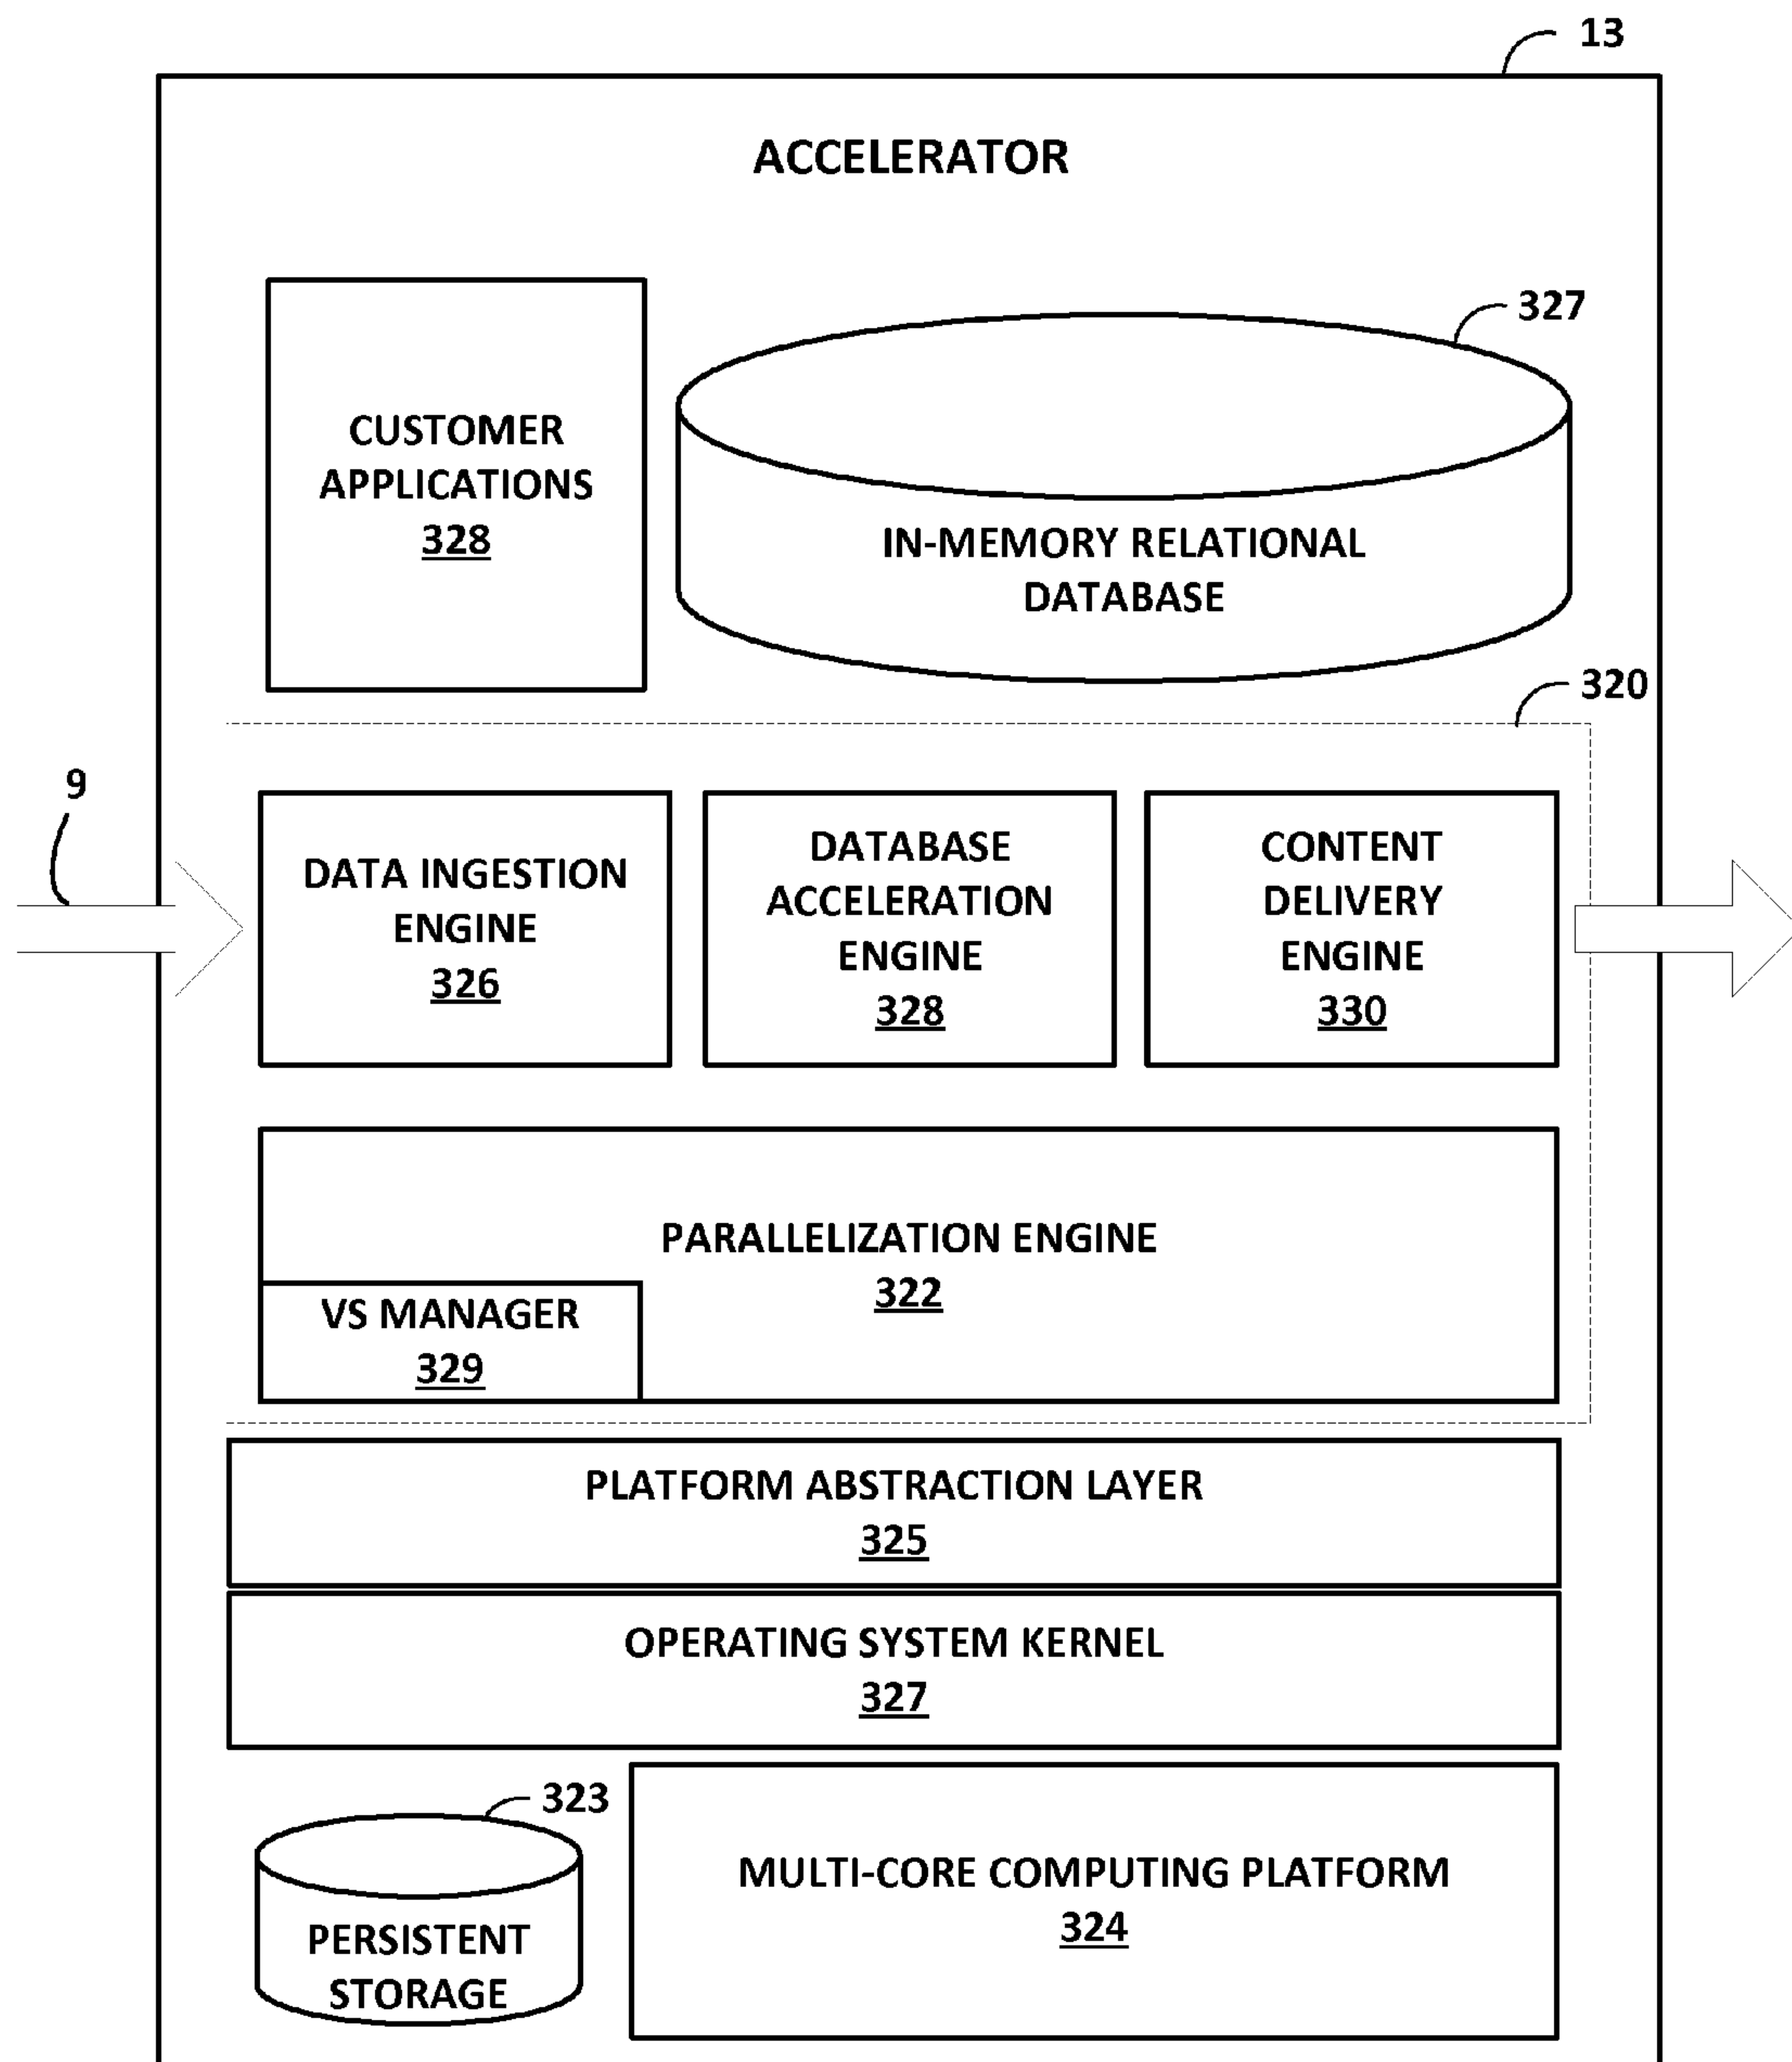 13
ACCELERATOR
327
CUSTOMER
APPLICATIONS
328
IN-MEMORY RELATIONAL
DATABASE
320
9
DATA INGESTION
ENGINE
326
DATABASE
ACCELERATION
ENGINE
328
CONTENT
DELIVERY
ENGINE
330
PARALLELIZATION ENGINE
322
VS MANAGER
329
PLATFORM ABSTRACTION LAYER
325
OPERATING SYSTEM KERNEL
327
323
PERSISTENT
STORAGE
MULTI-CORE COMPUTING PLATFORM
324